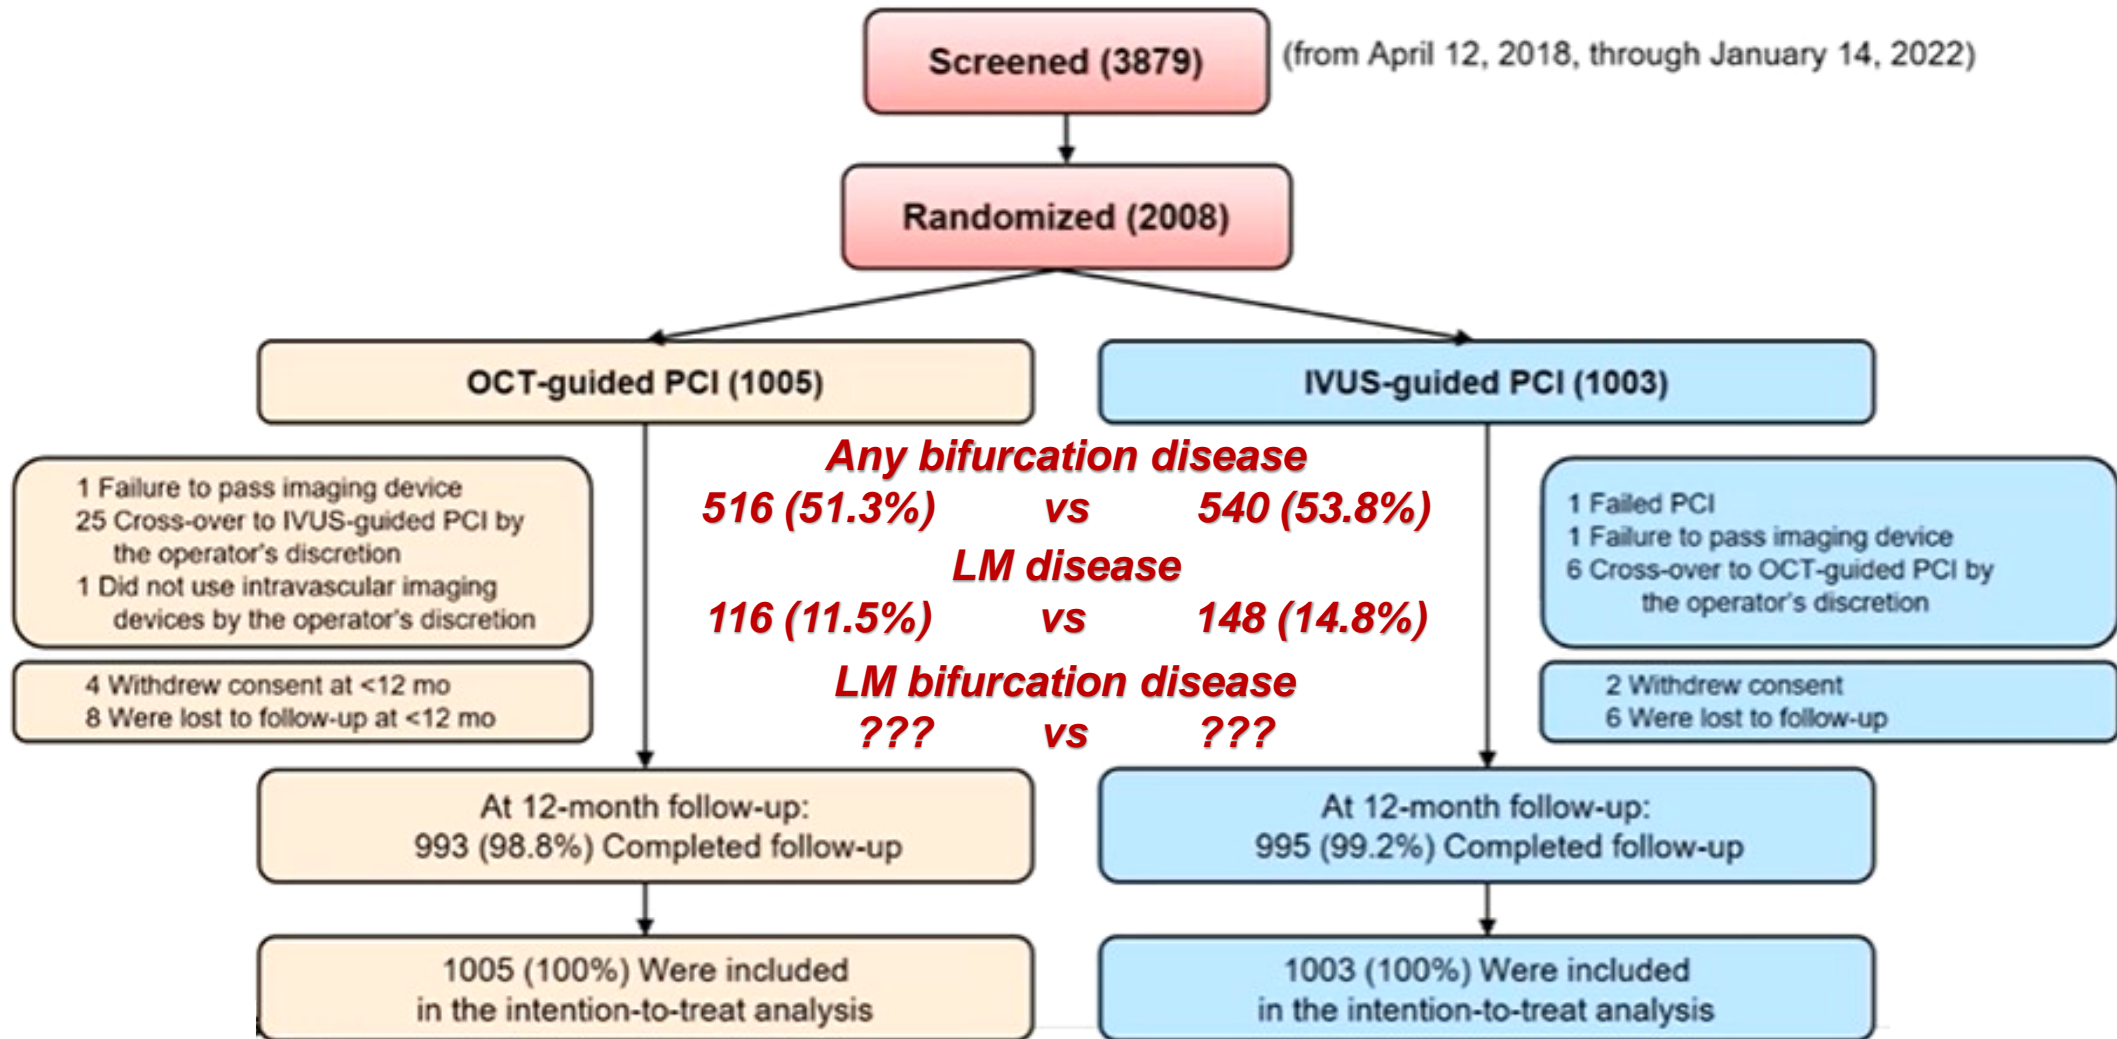 Screened (3879)
(from April 12, 2018, through January 14, 2022)
Randomized (2008)
OCT-guided PCI (1005)
IVUS-guided PCI (1003)
1 Failure to pass imaging device
25 Cross-over to IVUS-guided PCI by
the operator's discretion
1 Did not use intravascular imaging
devices by the operator's discretion
Any bifurcation disease
516 (51.3%) vs 540 (53.8%)
LM disease
116 (11.5%) vs 148 (14.8%)
LM bifurcation disease
??? vs ???
1 Failed PCI
1 Failure to pass imaging device
6 Cross-over to OCT-guided PCI by
the operator's discretion
4 Withdrew consent at <12 mo
8 Were lost to follow-up at <12 mo
2 Withdrew consent
6 Were lost to follow-up
At 12-month follow-up:
993 (98.8%) Completed follow-up
At 12-month follow-up:
995 (99.2%) Completed follow-up
1005 (100%) Were included
in the intention-to-treat analysis
1003 (100%) Were included
in the intention-to-treat analysis